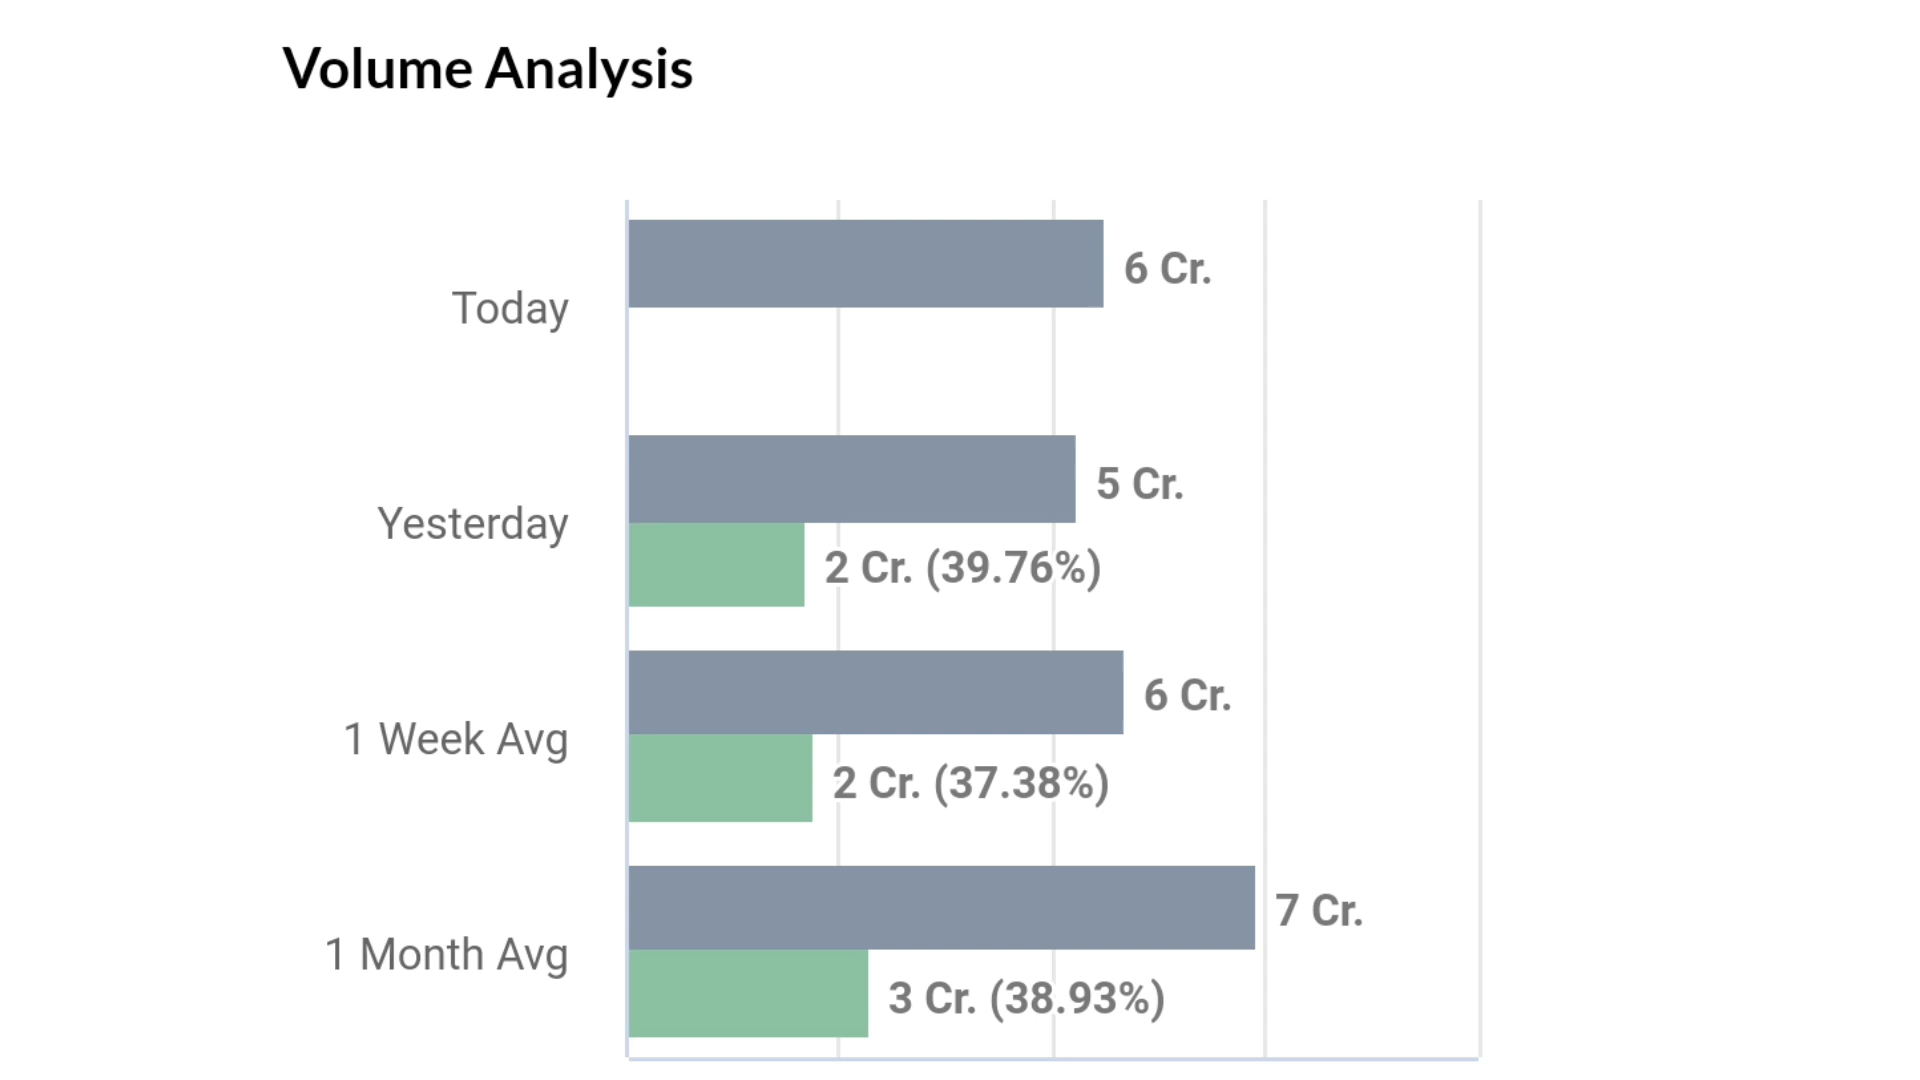 Volume Analysis
Today
6 Cr.
Yesterday
5 Cr.
2 Cr. (39.76%)
1 Week Avg
6 Cr.
2 Cr. (37.38%)
1 Month Avg
7 Cr.
3 Cr. (38.93%)